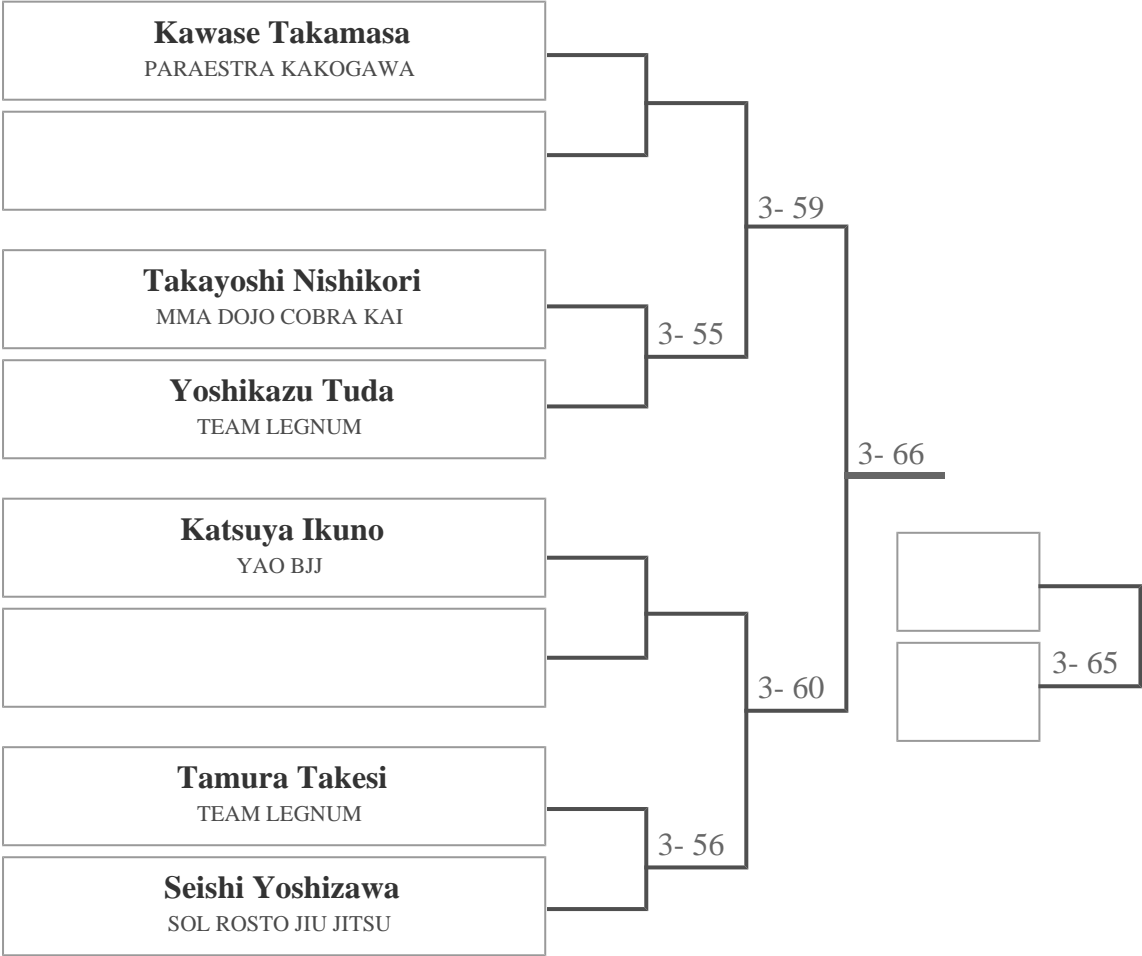 Kawase Takamasa
PARAESTRA KAKOGAWA
3- 59
Takayoshi Nishikori
MMA DOJO COBRA KAI
3- 55
Yoshikazu Tuda
TEAM LEGNUM
3- 66
Katsuya Ikuno
YAO BJJ
3- 65
3- 60
Tamura Takesi
TEAM LEGNUM
3- 56
Seishi Yoshizawa
SOL ROSTO JIU JITSU